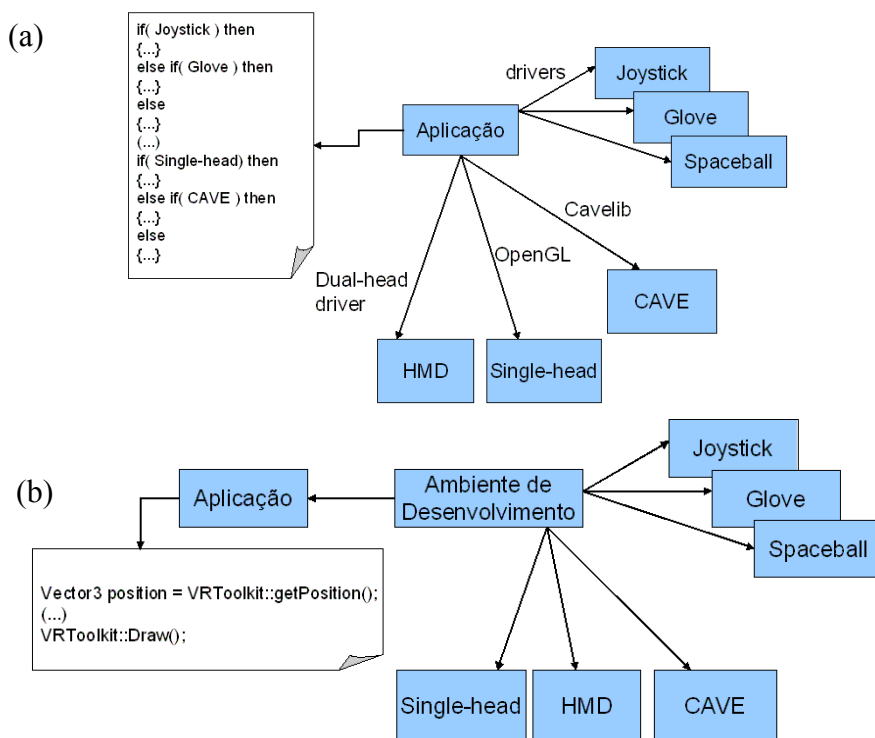 (a)
if( Joystick ) then
{...}
else if( Glove ) then
{...}
else
{...}
(...)
if( Single-head) then
{...}
else if( CAVE ) then
{...}
else
{...}
drivers
Joystick
Glove
Spaceball
Aplicação
Cavelib
OpenGL
Dual-head
driver
CAVE
HMD
Single-head
(b)
Aplicação
Ambiente de
Desenvolvimento
Joystick
Glove
Spaceball
Vector3 position = VRToolkit::getPosition();
(...)
VRToolkit::Draw();
Single-head
HMD
CAVE